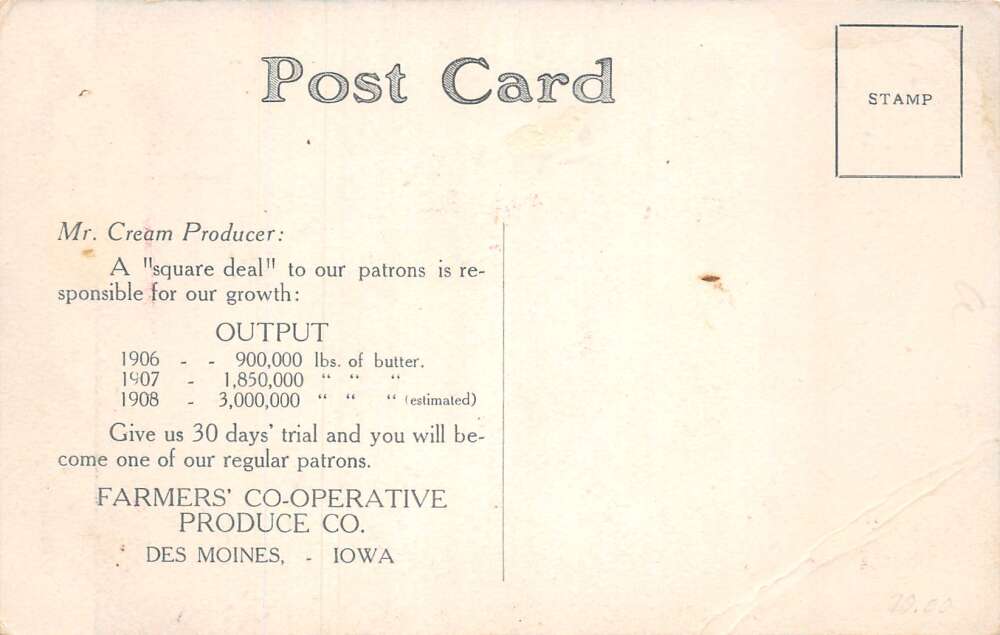 Post Card
STAMP
Mr. Cream Producer:
A "square deal" to our patrons is re-
sponsible for our growth:
OUTPUT
1906 - - 900,000 lbs. of butter.
1907 - 1,850,000 “ “ “
1908 - 3,000,000 “ “ “ (estimated)
Give us 30 days' trial and you will be-
come one of our regular patrons.
FARMERS' CO-OPERATIVE
PRODUCE CO.
DES MOINES, - IOWA
20.00